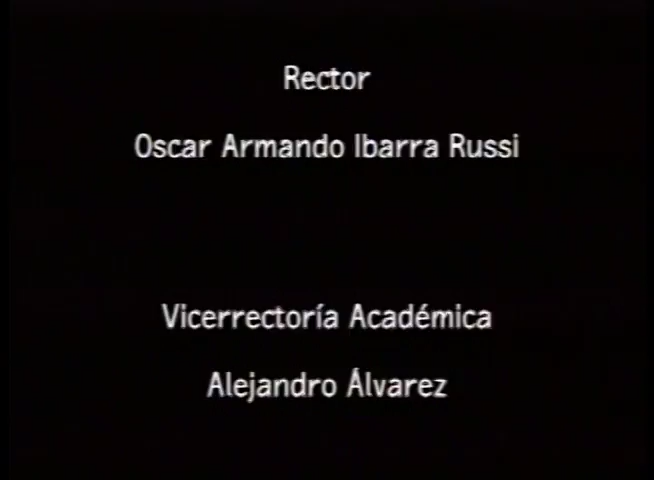 Rector
Oscar Armando Ibarra Russi
Vicerrectoría Académica
Alejandro Álvarez